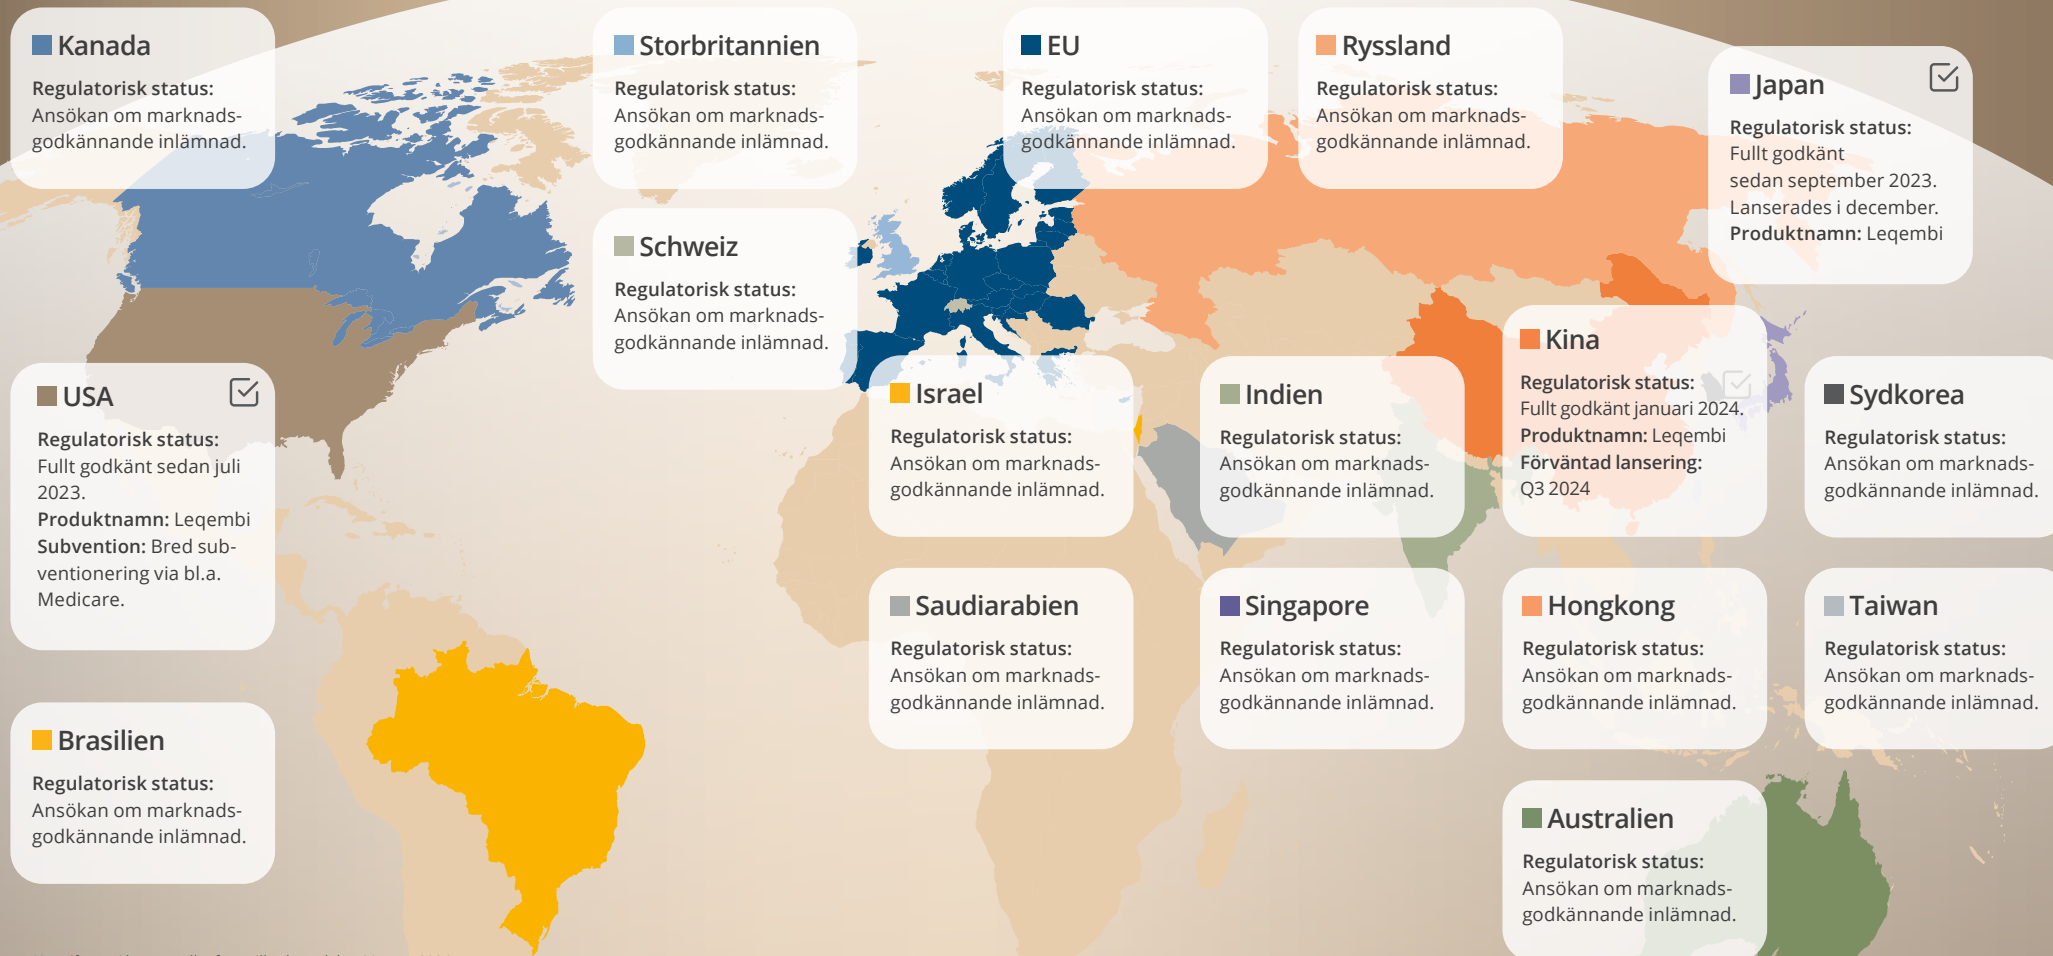 Kanada
Regulatorisk status:
Ansökan om marknads-
godkännande inlämnad.
Storbritannien
Regulatorisk status:
Ansökan om marknads-
godkännande inlämnad.
EU
Regulatorisk status:
Ansökan om marknads-
godkännande inlämnad.
Ryssland
Regulatorisk status:
Ansökan om marknads-
godkännande inlämnad.
Japan
Regulatorisk status:
Fullt godkänt
sedan september 2023.
Lanserades i december.
Produktnamn: Leqembi
Schweiz
Regulatorisk status:
Ansökan om marknads-
godkännande inlämnad.
USA
Regulatorisk status:
Fullt godkänt sedan juli
2023.
Produktnamn: Leqembi
Subvention: Bred sub-
ventionering via bl.a.
Medicare.
Israel
Regulatorisk status:
Ansökan om marknads-
godkännande inlämnad.
Indien
Regulatorisk status:
Ansökan om marknads-
godkännande inlämnad.
Kina
Regulatorisk status:
Fullt godkänt januari 2024.
Produktnamn: Leqembi
Förväntad lansering:
Q3 2024
Sydkorea
Regulatorisk status:
Ansökan om marknads-
godkännande inlämnad.
Saudiarabien
Regulatorisk status:
Ansökan om marknads-
godkännande inlämnad.
Singapore
Regulatorisk status:
Ansökan om marknads-
godkännande inlämnad.
Hongkong
Regulatorisk status:
Ansökan om marknads-
godkännande inlämnad.
Taiwan
Regulatorisk status:
Ansökan om marknads-
godkännande inlämnad.
Brasilien
Regulatorisk status:
Ansökan om marknads-
godkännande inlämnad.
Australien
Regulatorisk status:
Ansökan om marknads-
godkännande inlämnad.